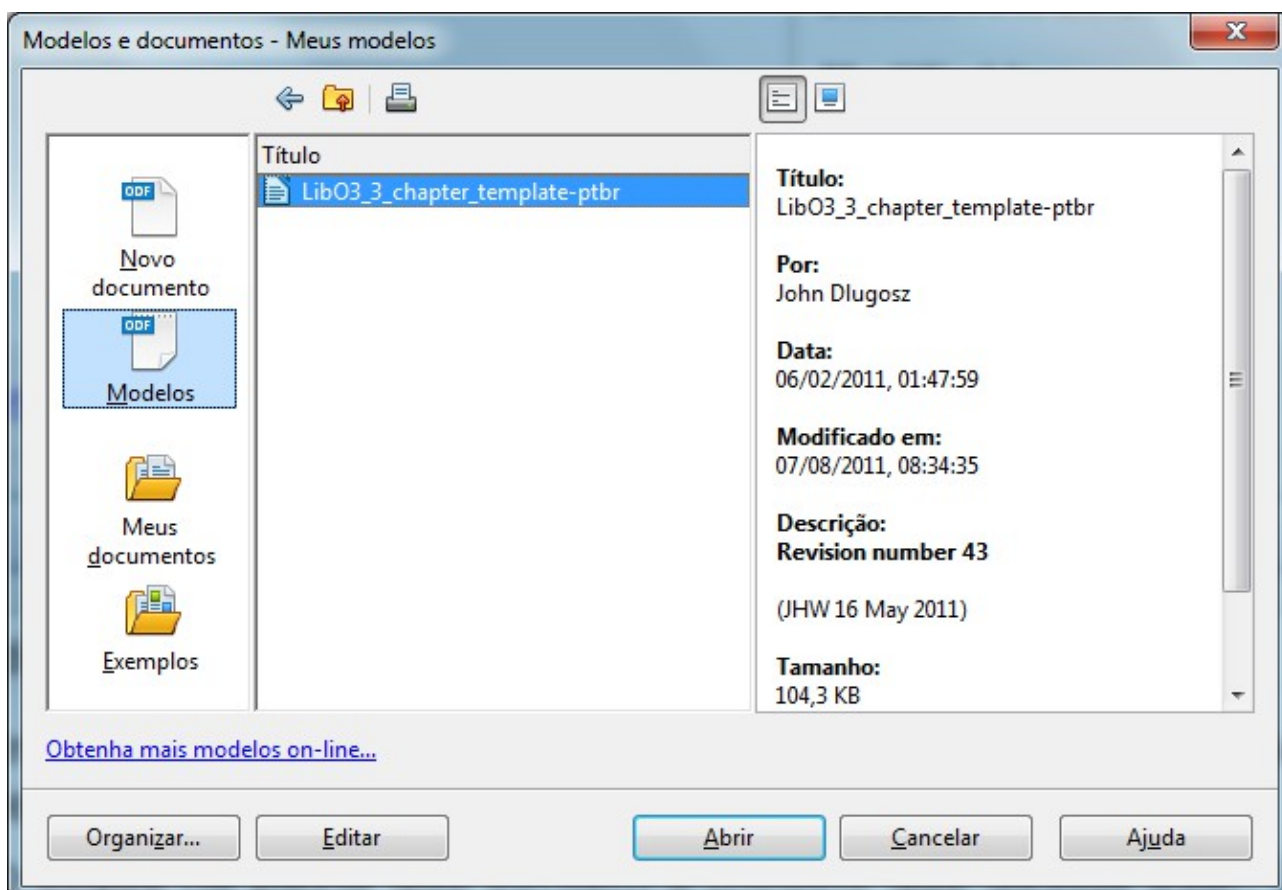 Modelos e documentos - Meus modelos
x
ODF
Novo
documento
ODF
Modelos
Meus
documentos
Exemplos
Título
LibO3_3_chapter_template-ptbr
Título:
LibO3_3_chapter_template-ptbr
Por:
John Dlugosz
Data:
06/02/2011, 01:47:59
Modificado em:
07/08/2011, 08:34:35
Descrição:
Revision number 43
(JHW 16 May 2011)
Tamanho:
104,3 KB
Obtenha mais modelos on-line...
Organizar...
Editar
Abrir
Cancelar
Ajuda